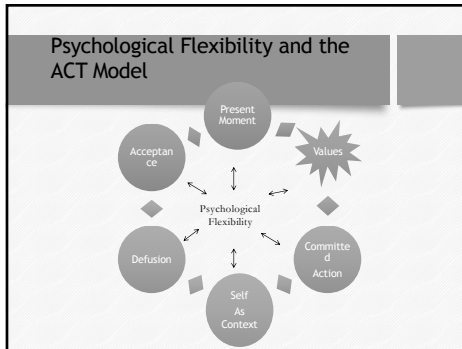 Psychological Flexibility and the
ACT Model
Present
Moment
Acceptan
ce
Values
Psychological
Flexibility
Defusion
Committe
d
Action
Self
As
Context